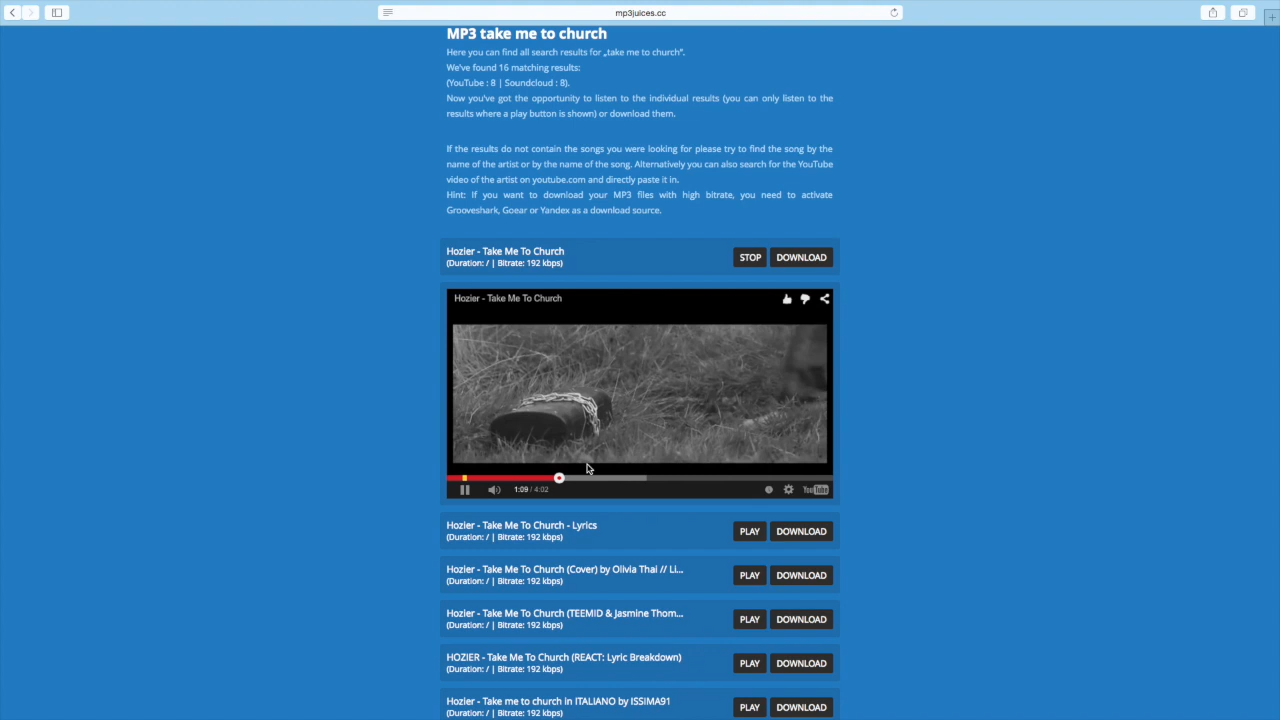 mp3juices.cc
MP3 take me to church
Here you can find all search results for „take me to church“.
We've found 16 matching results:
(YouTube : 8 | Soundcloud : 8).
Now you've got the opportunity to listen to the individual results (you can only listen to the
results where a play button is shown) or download them.
If the results do not contain the songs you were looking for please try to find the song by the
name of the artist or by the name of the song. Alternatively you can also search for the YouTube
video of the artist on youtube.com and directly paste it in.
Hint: If you want to download your MP3 files with high bitrate, you need to activate
Grooveshark, Goear or Yandex as a download source.
Hozier - Take Me To Church
(Duration: / | Bitrate: 192 kbps)
STOP DOWNLOAD
Hozier - Take Me To Church
1:09 / 4:02
YouTube
Hozier - Take Me To Church - Lyrics
(Duration: / | Bitrate: 192 kbps)
PLAY DOWNLOAD
Hozier - Take Me To Church (Cover) by Olivia Thai // Li...
(Duration: / | Bitrate: 192 kbps)
PLAY DOWNLOAD
Hozier - Take Me To Church (TEEMID & Jasmine Thom...
(Duration: / | Bitrate: 192 kbps)
PLAY DOWNLOAD
HOZIER - Take Me To Church (REACT: Lyric Breakdown)
(Duration: / | Bitrate: 192 kbps)
PLAY DOWNLOAD
Hozier - Take me to church in ITALIANO by ISSIMA91
(Duration: / | Bitrate: 192 kbps)
PLAY DOWNLOAD